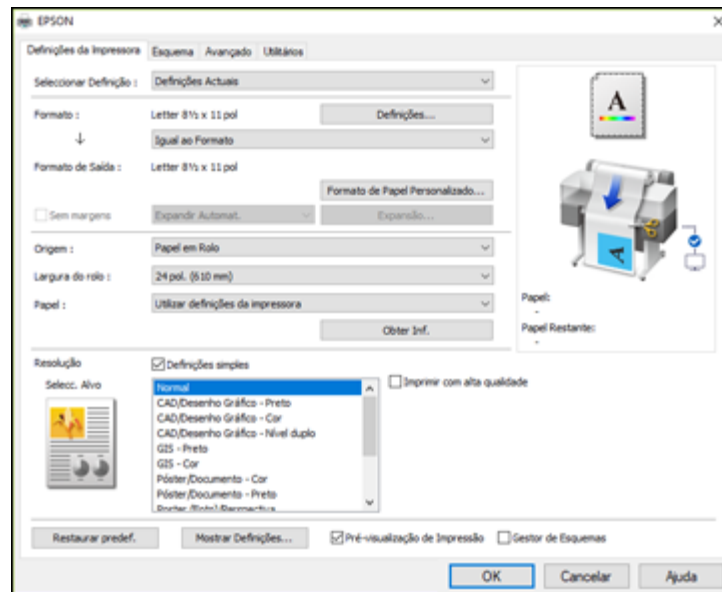 EPSON
Definições da Impressora Esquema Avançado Utilitários
Seleccionar Definição : Definições Actuais
Formato : Letter 8½ x 11 pol Definições...
Igual ao Formato
Formato de Saída : Letter 8½ x 11 pol
Formato de Papel Personalizado...
Sem margens Expandir Automat. Expansão...
Origem : Papel em Rolo
Largura do rolo : 24 pol. (610 mm)
Papel : Utilizar definições da impressora
Obter Inf.
A
Papel:
-
Papel Restante:
-
Resolução Definições simples
Selecc. Alvo
Normal
Imprimir com alta qualidade
CAD/Desenho Gráfico - Preto
CAD/Desenho Gráfico - Cor
CAD/Desenho Gráfico - Nível duplo
GIS - Preto
GIS - Cor
Póster/Documento - Cor
Póster/Documento - Preto
Restaurar predef. Mostrar Definições... Pré-visualização de Impressão Gestor de Esquemas
OK Cancelar Ajuda